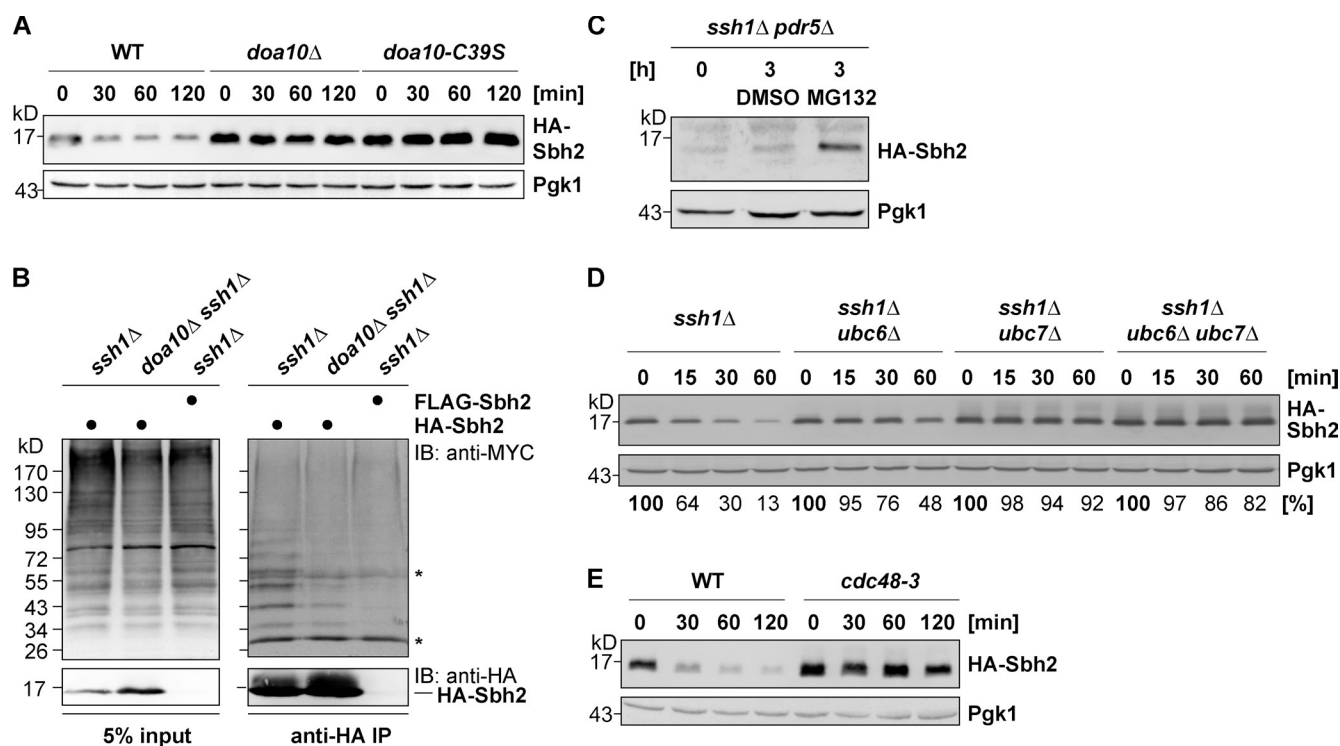 A
WT doa10Δ doa10-C39S
0 30 60 120 0 30 60 120 0 30 60 120 [min]
kD
17
HA-
Sbh2
43
Pgk1
B
ssh1Δ doa10Δ ssh1Δ ssh1Δ ssh1Δ doa10Δ ssh1Δ ssh1Δ
FLAG-Sbh2
HA-Sbh2
kD
IB: anti-MYC
170
130
95
72
55
43
34
26
*
*
IB: anti-HA
17
HA-Sbh2
5% input anti-HA IP
C
ssh1Δ pdr5Δ
[h] 0 3 3
DMSO MG132
kD
17
HA-Sbh2
43
Pgk1
D
ssh1Δ ssh1Δ ssh1Δ ssh1Δ
ubc6Δ ubc7Δ ubc6Δ ubc7Δ
0 15 30 60 0 15 30 60 0 15 30 60 0 15 30 60 [min]
kD
17
HA-
Sbh2
43
Pgk1
100 64 30 13 100 95 76 48 100 98 94 92 100 97 86 82 [%]
E
WT cdc48-3
0 30 60 120 0 30 60 120 [min]
kD
17
HA-Sbh2
43
Pgk1